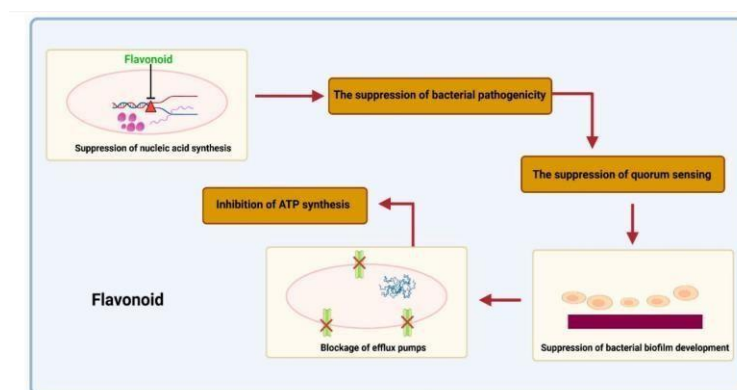 Flavonoid
Suppression of nucleic acid synthesis
The suppression of bacterial pathogenicity
The suppression of quorum sensing
Suppression of bacterial biofilm development
Blockage of efflux pumps
Inhibition of ATP synthesis
Flavonoid